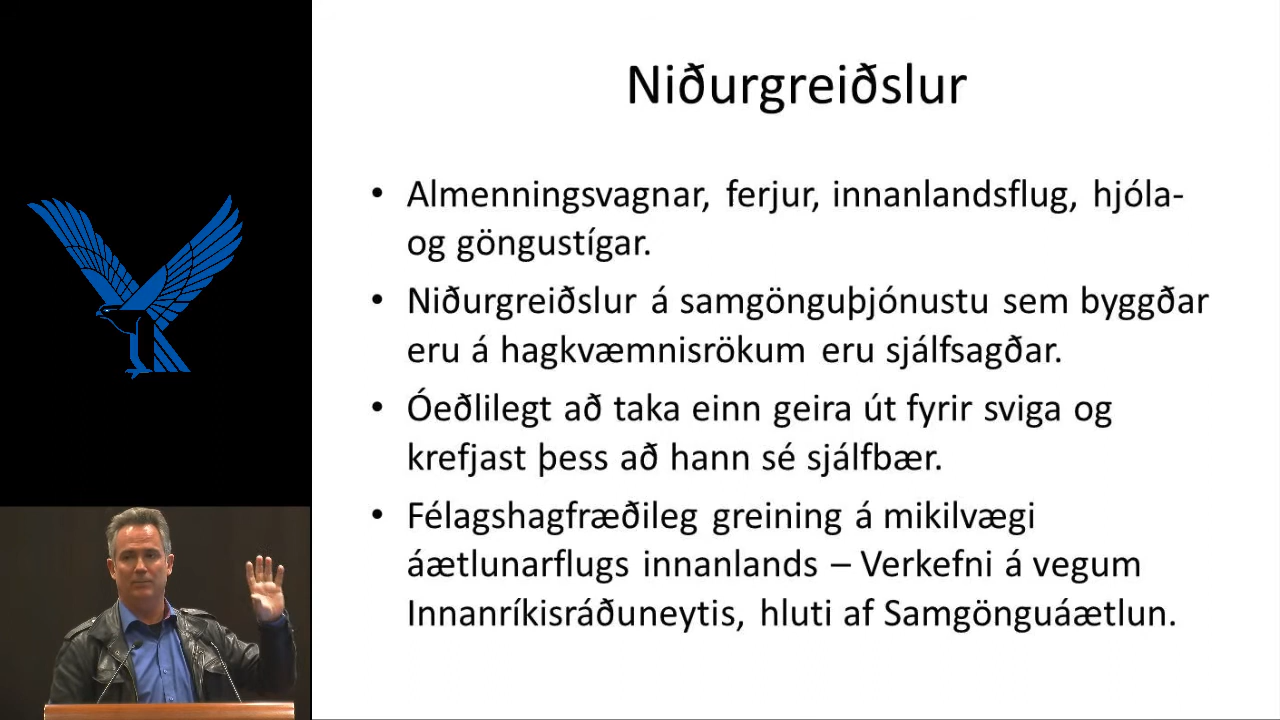 Niðurgreiðslur
• Almenningsvagnar, ferjur, innanlandsflug, hjóla-
og göngustígar.
• Niðurgreiðslur á samgönguþjónustu sem byggðar
eru á hagkvæmnisrökum eru sjálfsagðar.
• Óeðlilegt að taka einn geira út fyrir sviga og
krefjast þess að hann sé sjálfbær.
• Félagshagfræðileg greining á mikilvægi
áætlunarflugs innanlands – Verkefni á vegum
Innanríkisráðuneytis, hluti af Samgönguáætlun.